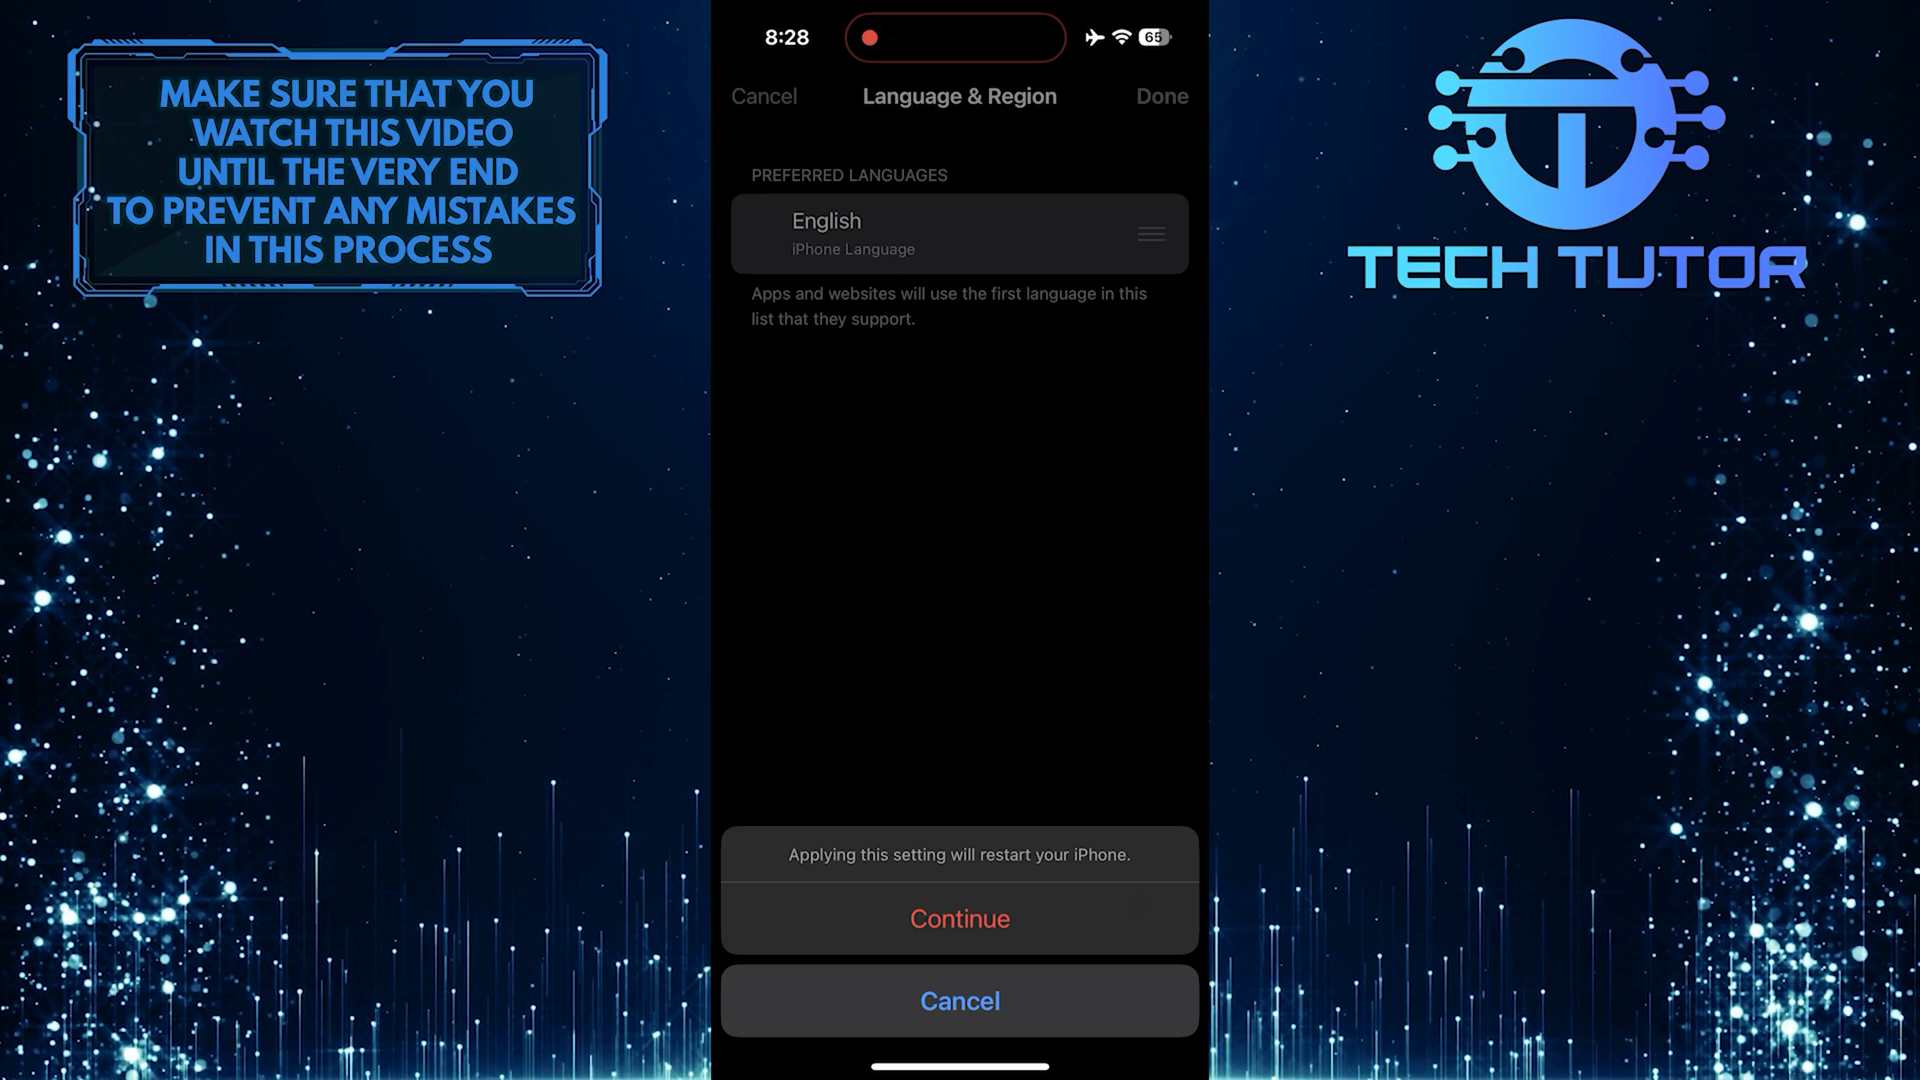 MAKE SURE THAT YOU
WATCH THIS VIDEO
UNTIL THE VERY END
TO PREVENT ANY MISTAKES
IN THIS PROCESS
8:28
65
Cancel
Language & Region
Done
PREFERRED LANGUAGES
English
iPhone Language
Apps and websites will use the first language in this
list that they support.
Applying this setting will restart your iPhone.
Continue
Cancel
TECH TUTOR